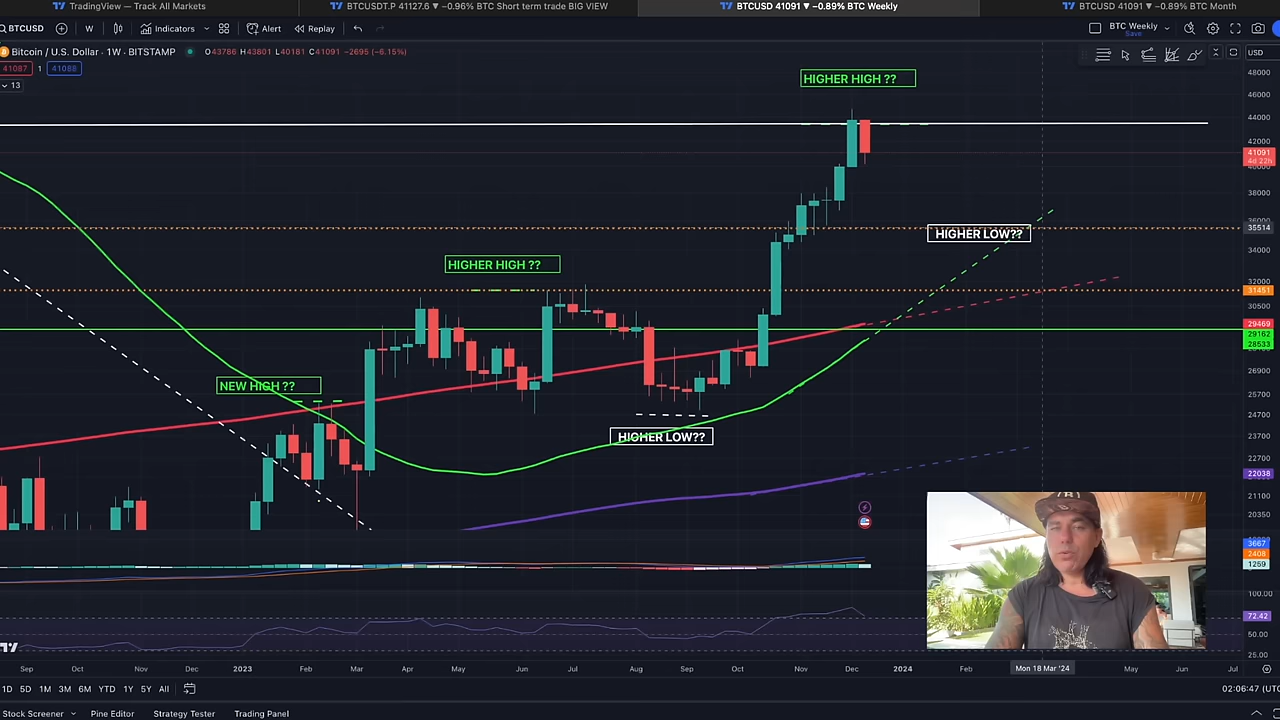 TradingView — Track All Markets
BTCUSDT.P 41127.6 ▼ −0.96% BTC Short term trade BIG VIEW
BTCUSD 41091 ▼ −0.89% BTC Weekly
BTCUSD 41091 ▼ −0.89% BTC Month
BTCUSD
W
Indicators
Alert
Replay
BTC Weekly
Save
Bitcoin / U.S. Dollar · 1W · BITSTAMP
O43786 H43801 L40181 C41091 −2695 (−6.15%)
USD
41087 1 41088
13
HIGHER HIGH ??
48000
46000
44000
42000
41091
4d 22h
40000
38000
36000
HIGHER LOW??
35514
34000
HIGHER HIGH ??
32000
31451
30500
29469
29162
28533
26900
NEW HIGH ??
25700
24700
HIGHER LOW??
23700
22700
22038
21100
20350
3667
2408
1259
100.00
72.42
50.00
25.00
Sep Oct Nov Dec 2023 Feb Mar Apr May Jun Jul Aug Sep Oct Nov Dec 2024 Feb Mon 18 Mar '24 May Jun Jul
1D 5D 1M 3M 6M YTD 1Y 5Y All
02:06:47 (UTC
Stock Screener
Pine Editor
Strategy Tester
Trading Panel